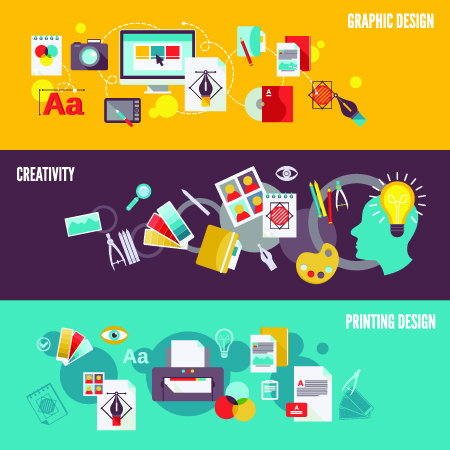 GRAPHIC DESIGN
Aa
A
CREATIVITY
PRINTING DESIGN
Aa
A
A